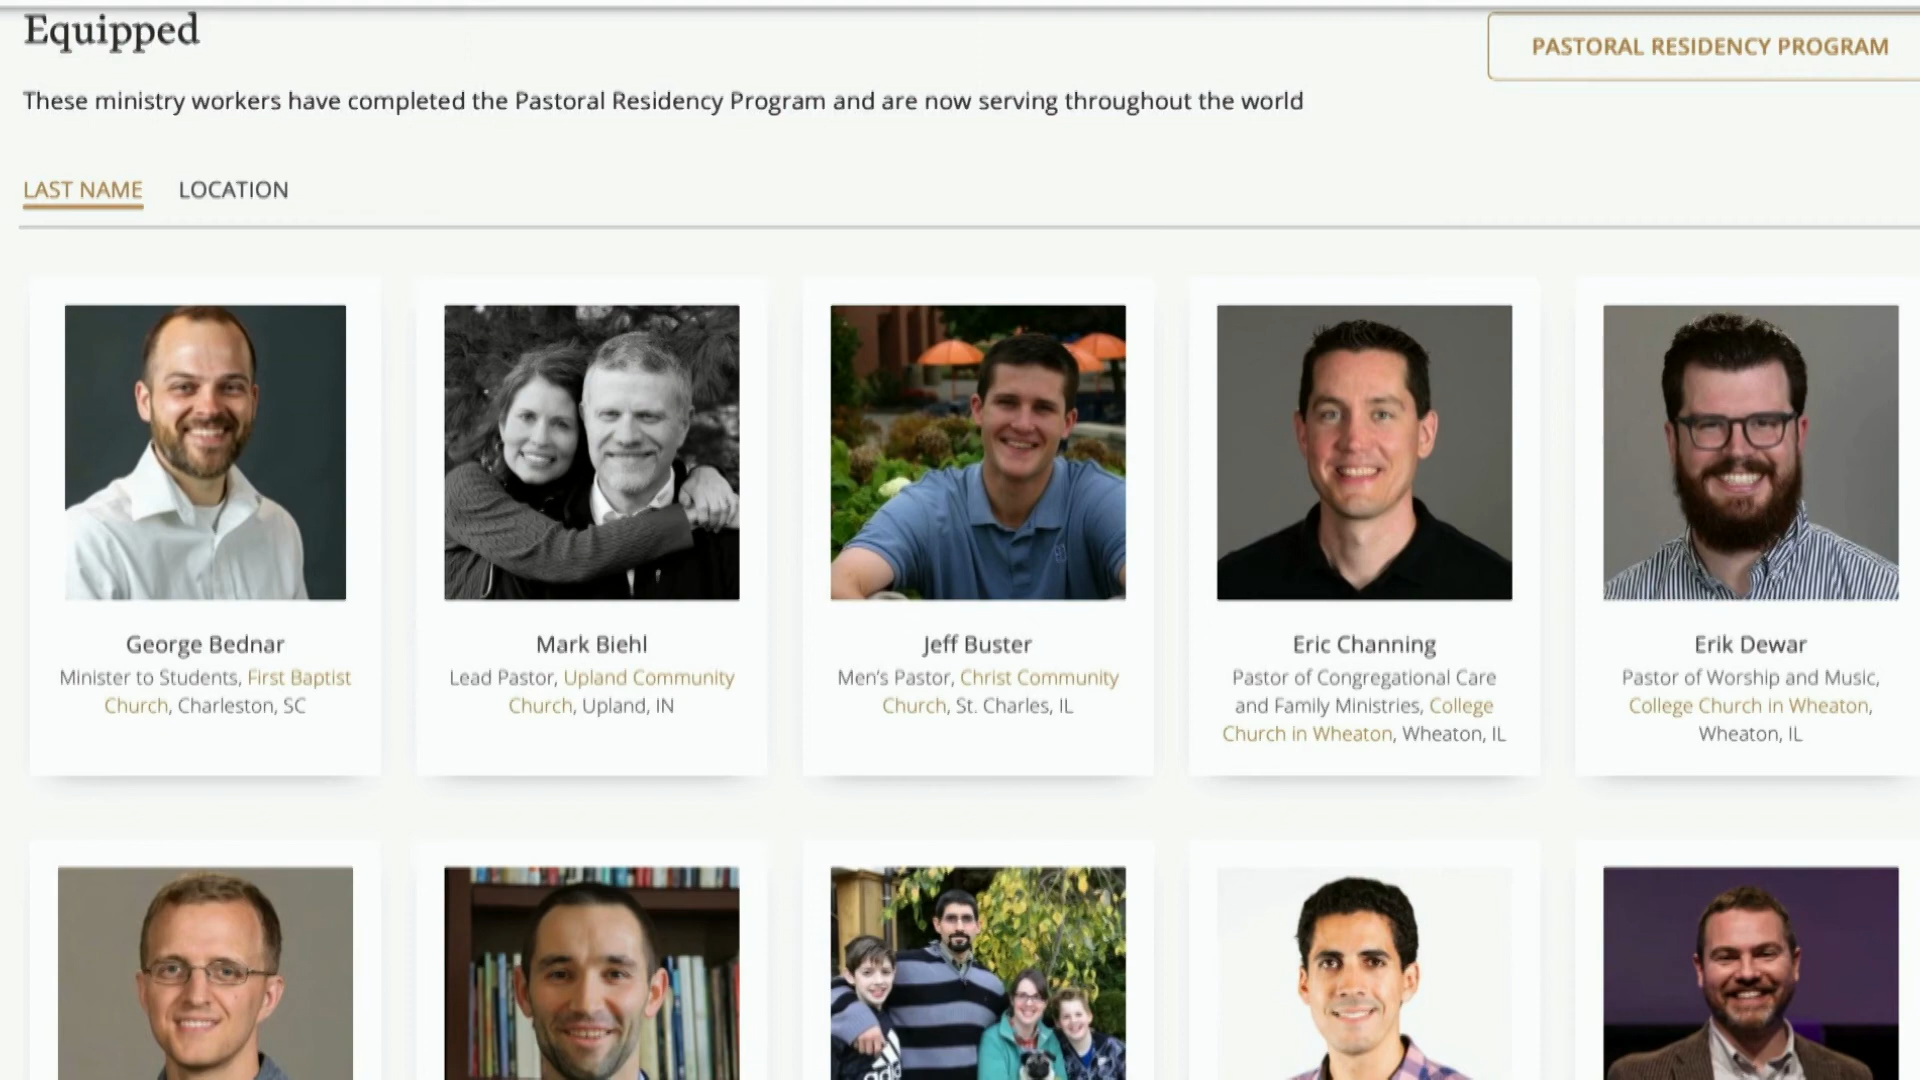 Equipped
PASTORAL RESIDENCY PROGRAM
These ministry workers have completed the Pastoral Residency Program and are now serving throughout the world
LAST NAME
LOCATION
George Bednar
Minister to Students, First Baptist
Church, Charleston, SC
Mark Biehl
Lead Pastor, Upland Community
Church, Upland, IN
Jeff Buster
Men's Pastor, Christ Community
Church, St. Charles, IL
Eric Channing
Pastor of Congregational Care
and Family Ministries, College
Church in Wheaton, Wheaton, IL
Erik Dewar
Pastor of Worship and Music,
College Church in Wheaton,
Wheaton, IL